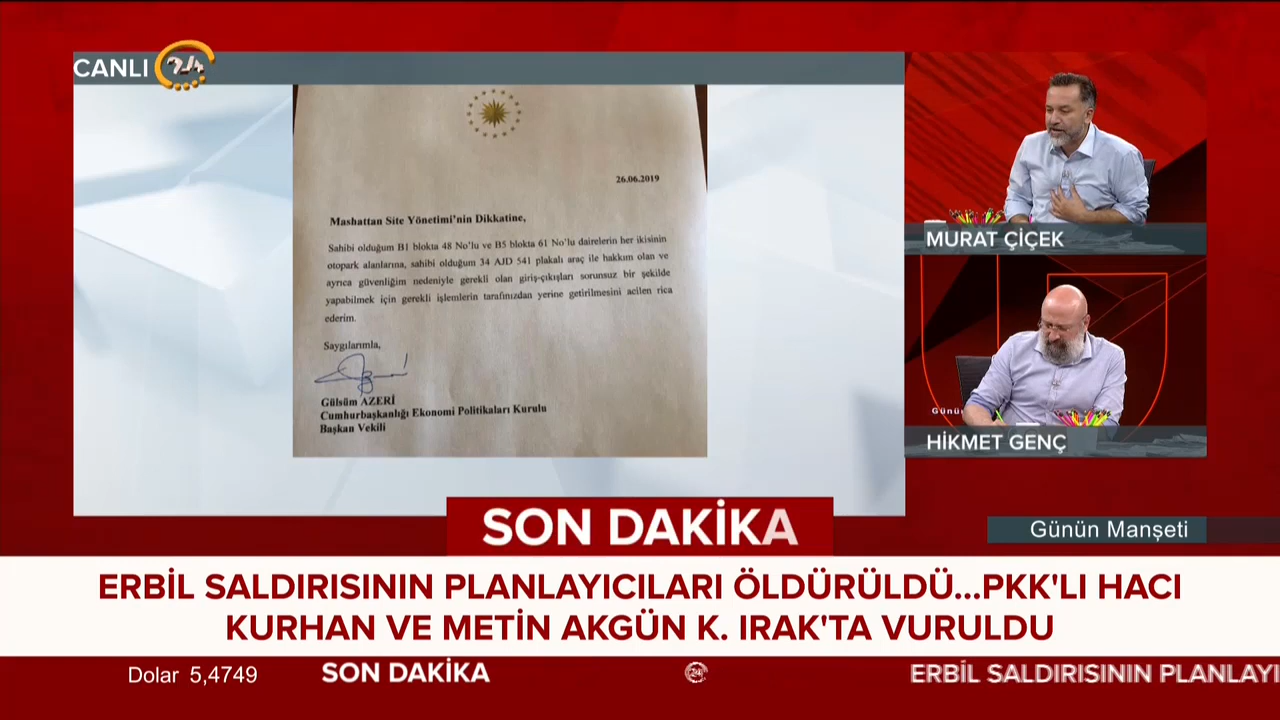 CANLI 24
26.06.2019
Mashattan Site Yönetimi'nin Dikkatine,
Sahibi olduğum B1 blokta 48 No'lu ve B5 blokta 61 No'lu dairelerin her ikisinin
otopark alanlarına, sahibi olduğum 34 AJD 541 plakalı araç ile hakkım olan ve
ayrıca güvenliğim nedeniyle gerekli olan giriş-çıkışları sorunsuz bir şekilde
yapabilmek için gerekli işlemlerin tarafınızdan yerine getirilmesini acilen rica
ederim.
Saygılarımla,
Gülsüm AZERİ
Cumhurbaşkanlığı Ekonomi Politikaları Kurulu
Başkan Vekili
MURAT ÇİÇEK
Günün
HİKMET GENÇ
SON DAKİKA
Günün Manşeti
ERBİL SALDIRISININ PLANLAYICILARI ÖLDÜRÜLDÜ...PKK'LI HACI
KURHAN VE METİN AKGÜN K. IRAK'TA VURULDU
Dolar 5,4749
SON DAKİKA
24
ERBİL SALDIRISININ PLANLAYI